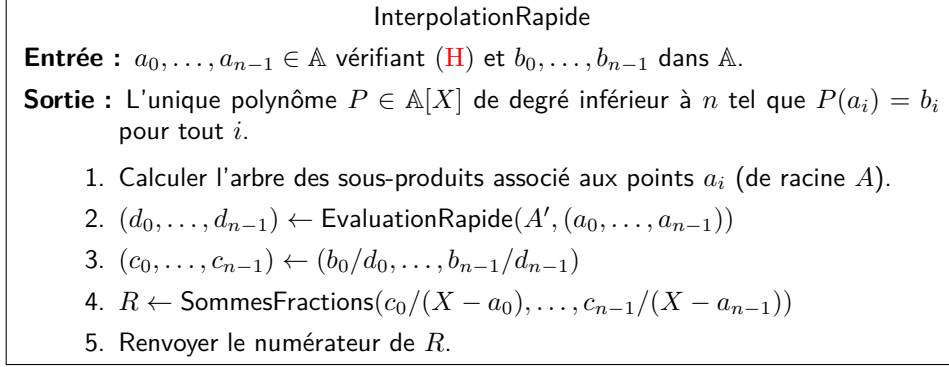 InterpolationRapide
Entrée : a_0, . . . , a_{n−1} ∈ 𝔸 vérifiant (H) et b_0, . . . , b_{n−1} dans 𝔸.
Sortie : L'unique polynôme P ∈ 𝔸[X] de degré inférieur à n tel que P(a_i) = b_i
pour tout i.
1. Calculer l'arbre des sous-produits associé aux points a_i (de racine A).
2. (d_0, . . . , d_{n−1}) ← EvaluationRapide(A′, (a_0, . . . , a_{n−1}))
3. (c_0, . . . , c_{n−1}) ← (b_0/d_0, . . . , b_{n−1}/d_{n−1})
4. R ← SommesFractions(c_0/(X − a_0), . . . , c_{n−1}/(X − a_{n−1}))
5. Renvoyer le numérateur de R.